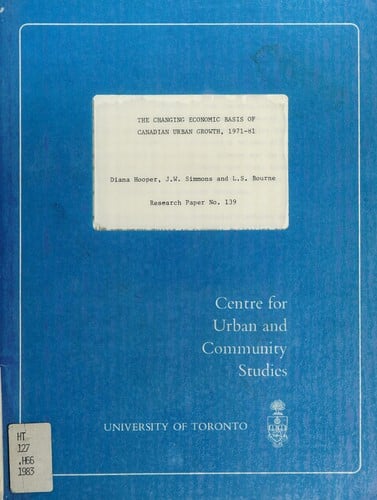 THE CHANGING ECONOMIC BASIS OF
CANADIAN URBAN GROWTH, 1971-81
Diana Hooper, J.W. Simmons and L.S. Bourne
Research Paper No. 139
Centre for
Urban and
Community
Studies
UNIVERSITY OF TORONTO
HT
127
.H66
1983